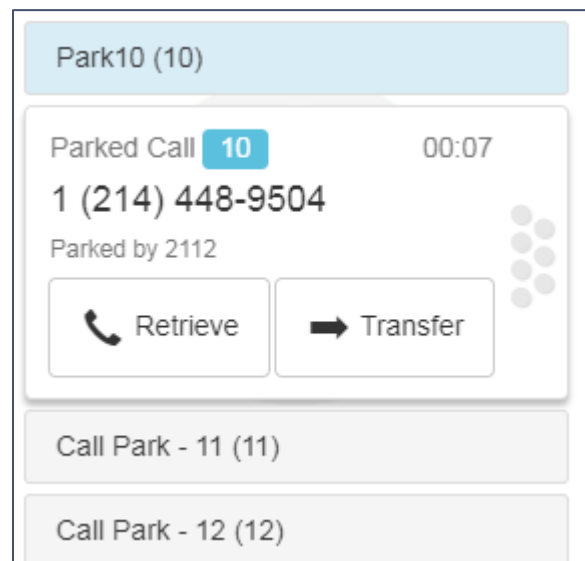 Park10 (10)
Parked Call 10 00:07
1 (214) 448-9504
Parked by 2112
Retrieve Transfer
Call Park - 11 (11)
Call Park - 12 (12)